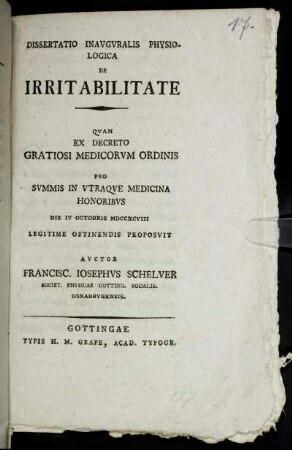 17.
DISSERTATIO INAVGVRALIS PHYSIO-
LOGICA
DE
IRRITABILITATE
QVAM
EX DECRETO
GRATIOSI MEDICORVM ORDINIS
PRO
SVMMIS IN VTRAQVE MEDICINA
HONORIBVS
DIE IV OCTOBRIS MDCCXCVIII
LEGITIME OBTINENDIS PROPOSVIT
AVCTOR
FRANCISC. IOSEPHVS SCHELVER
SOCIET. PHYSICAE GOTTING. SODALIS.
OSNABRVGENSIS.
GOTTINGAE
TYPIS H. M. GRAPE, ACAD. TYPOGR.